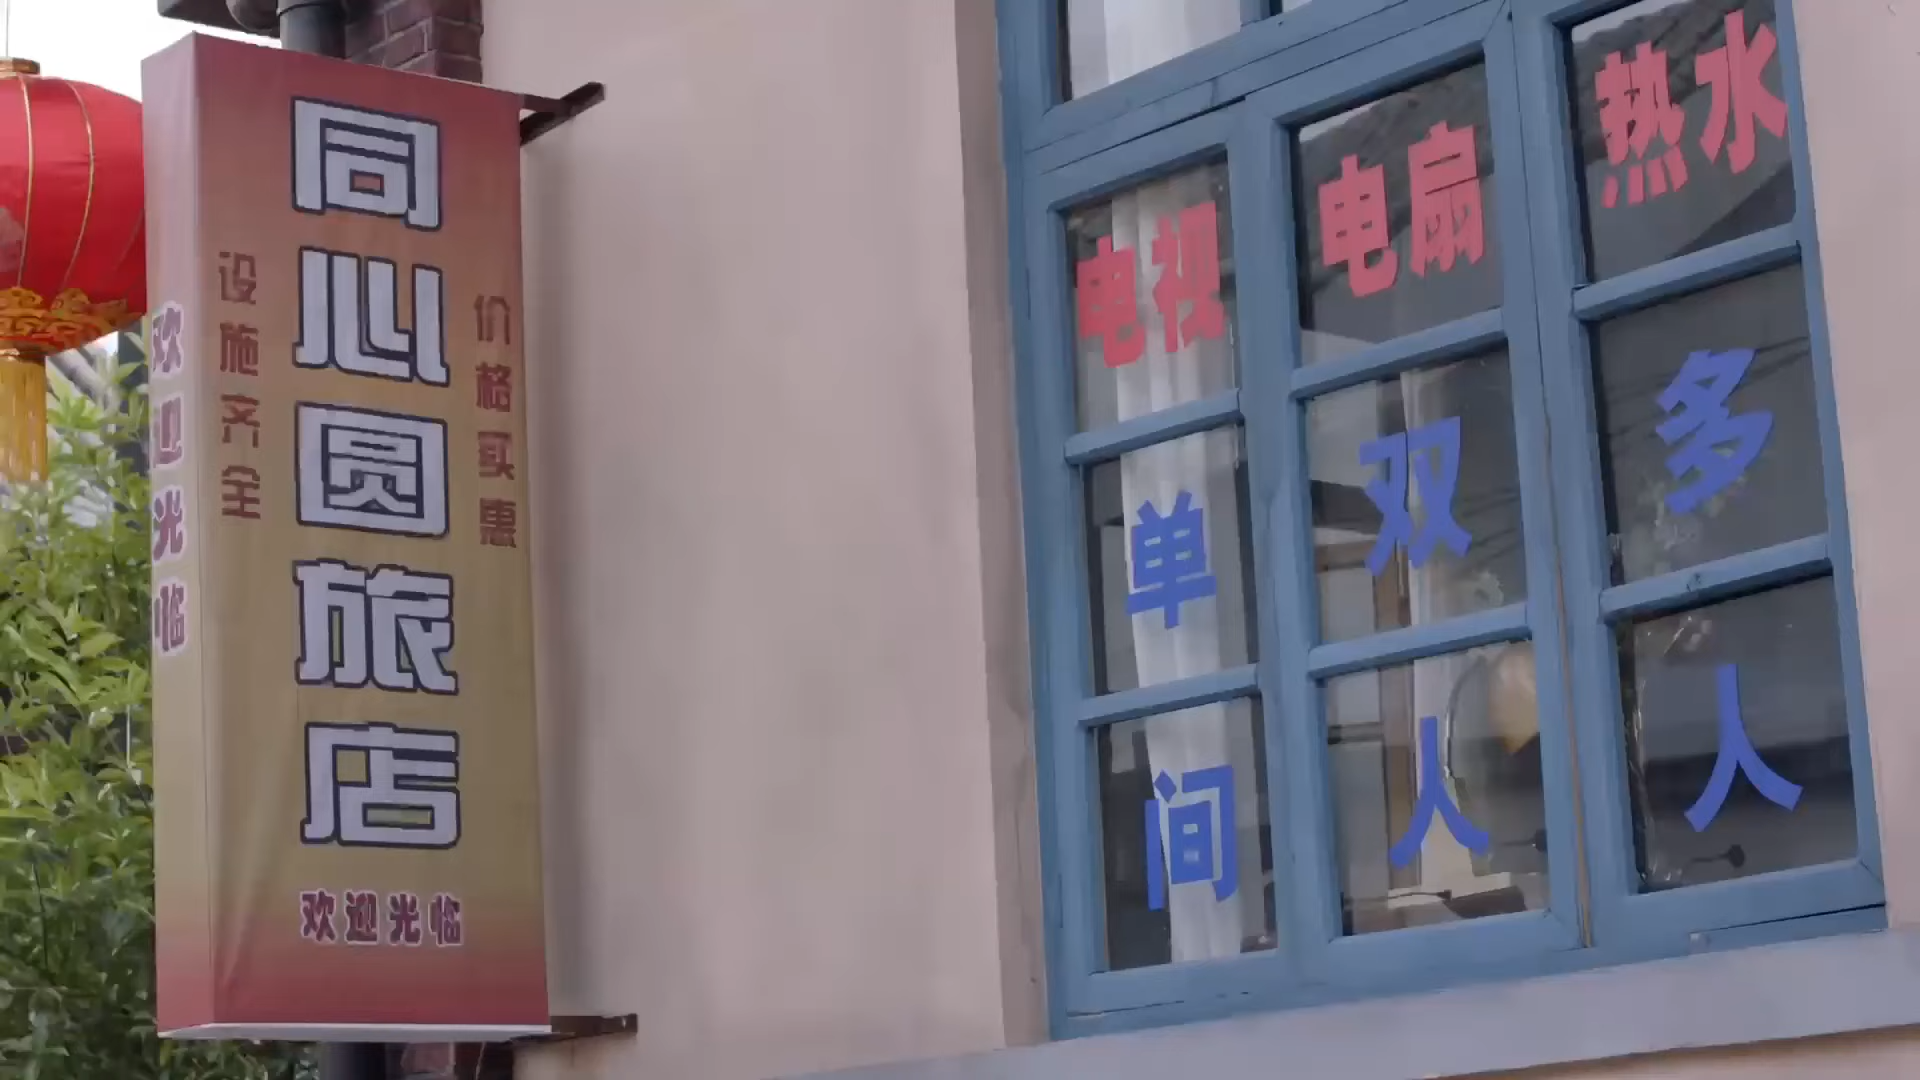 欢迎光临
设施齐全
同心圆旅店
价格实惠
欢迎光临
电视
电扇
热水
单间
双人
多人